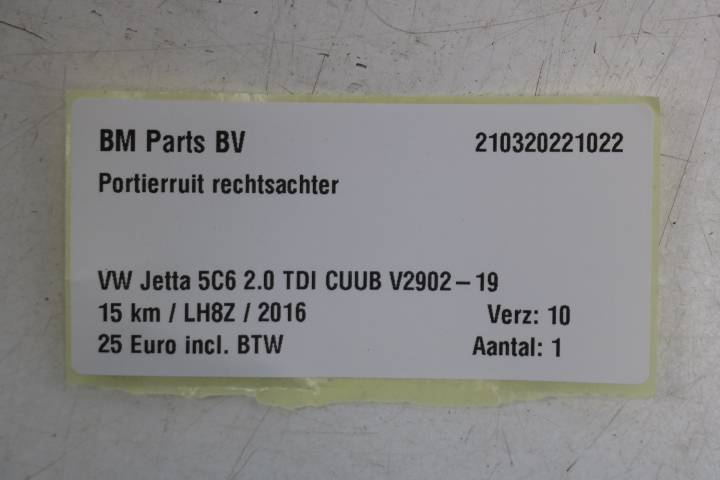 BM Parts BV 210320221022
Portierruit rechtsachter
VW Jetta 5C6 2.0 TDI CUUB V2902-19
15 km / LH8Z / 2016 Verz: 10
25 Euro incl. BTW Aantal: 1